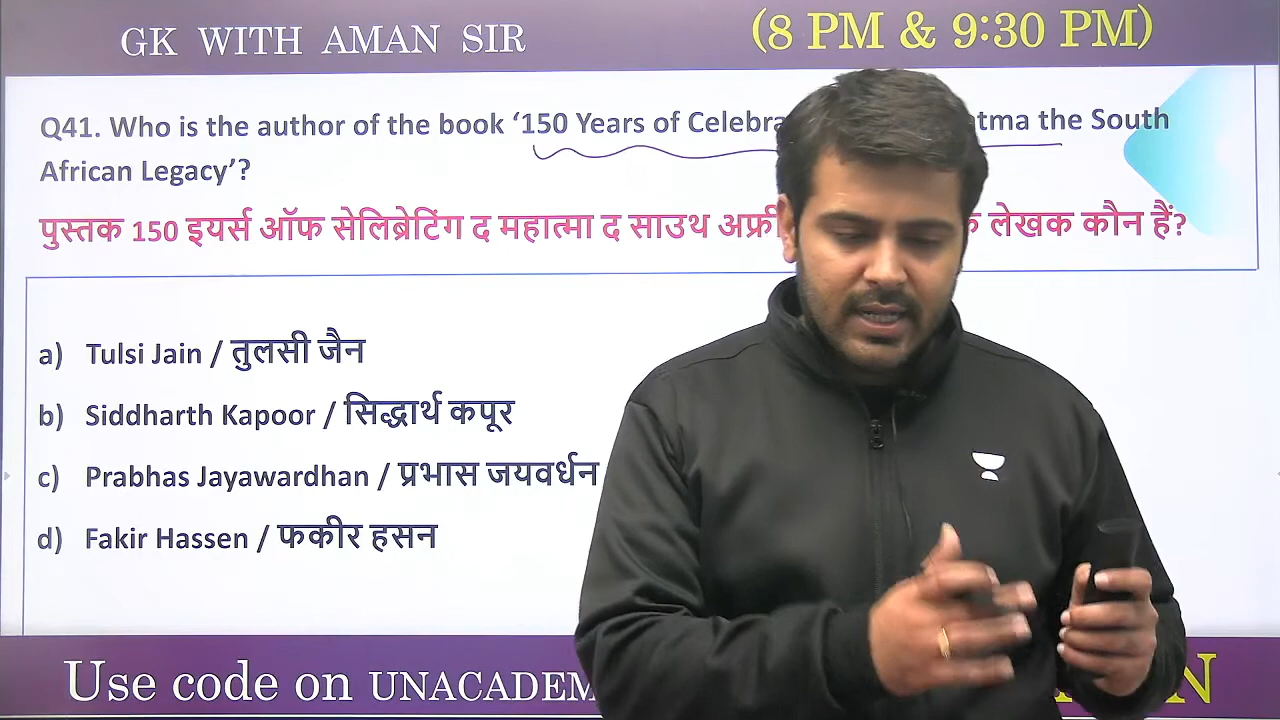 GK WITH AMAN SIR
(8 PM & 9:30 PM)
Q41. Who is the author of the book ‘150 Years of Celebra atma the South
African Legacy’?
पुस्तक 150 इयर्स ऑफ सेलिब्रेटिंग द महात्मा द साउथ अफ्री के लेखक कौन हैं?
a) Tulsi Jain / तुलसी जैन
b) Siddharth Kapoor / सिद्धार्थ कपूर
c) Prabhas Jayawardhan / प्रभास जयवर्धन
d) Fakir Hassen / फकीर हसन
Use code on UNACADEM N